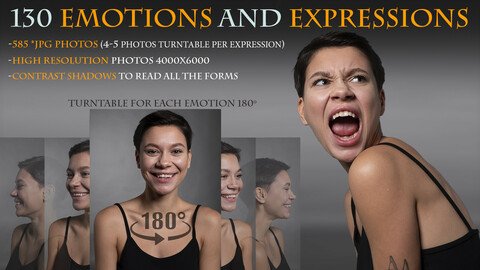 130 EMOTIONS AND EXPRESSIONS
-585 *JPG PHOTOS (4-5 PHOTOS TURNTABLE PER EXPRESSION)
-HIGH RESOLUTION PHOTOS 4000X6000
-CONTRAST SHADOWS TO READ ALL THE FORMS
TURNTABLE FOR EACH EMOTION 180º
180°